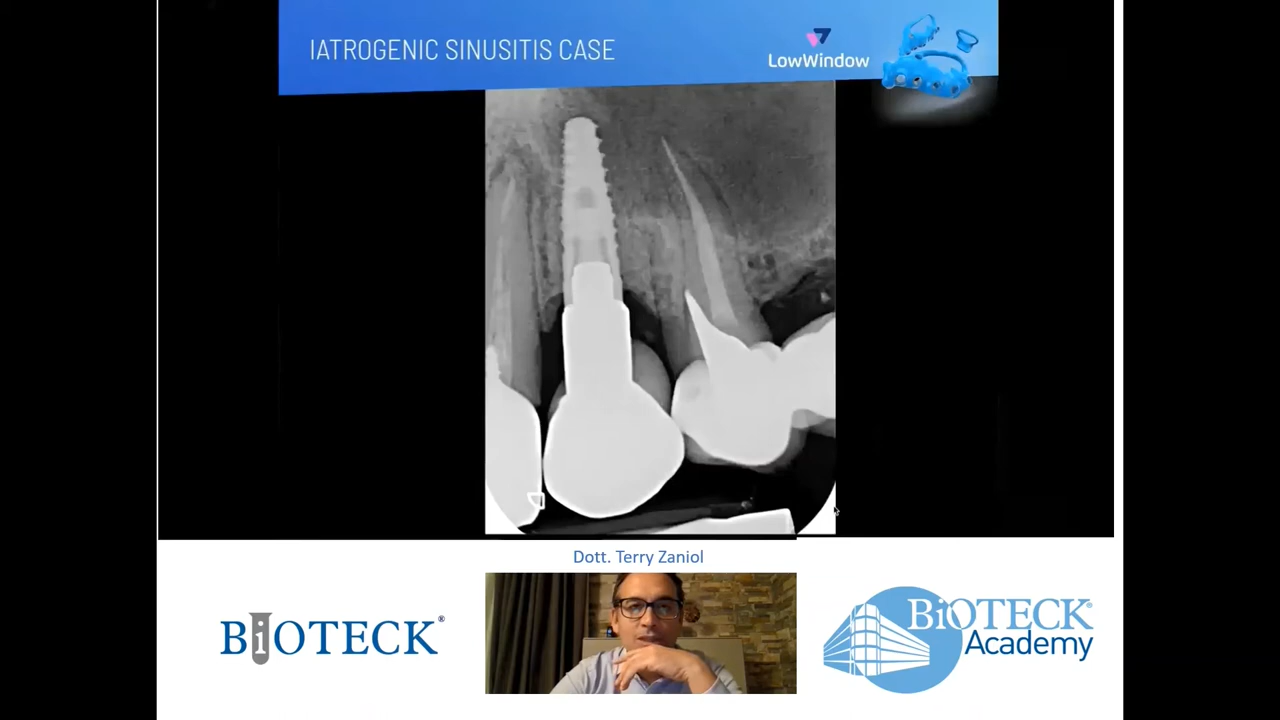 IATROGENIC SINUSITIS CASE
LowWindow
Dott. Terry Zaniol
BiOTECK®
BiOTECK®
Academy